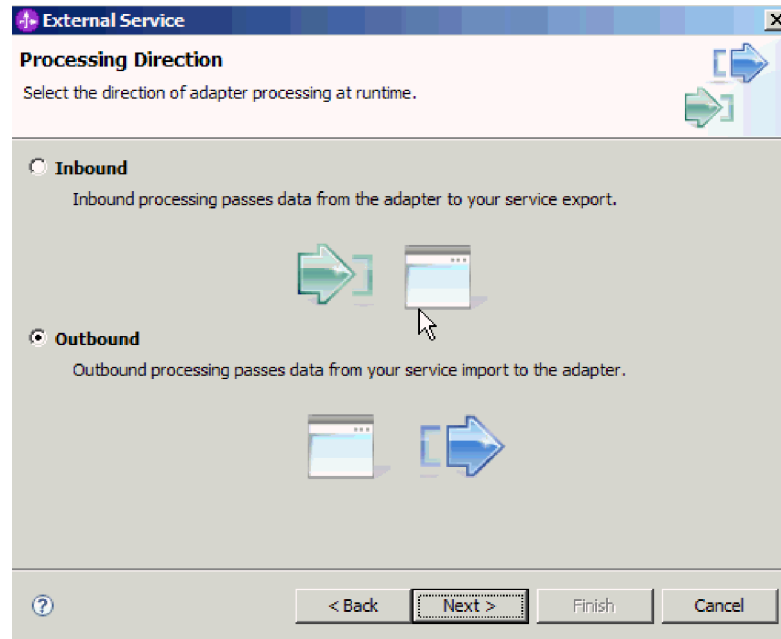 External Service
Processing Direction
Select the direction of adapter processing at runtime.
Inbound
Inbound processing passes data from the adapter to your service export.
Outbound
Outbound processing passes data from your service import to the adapter.
< Back
Next >
Finish
Cancel